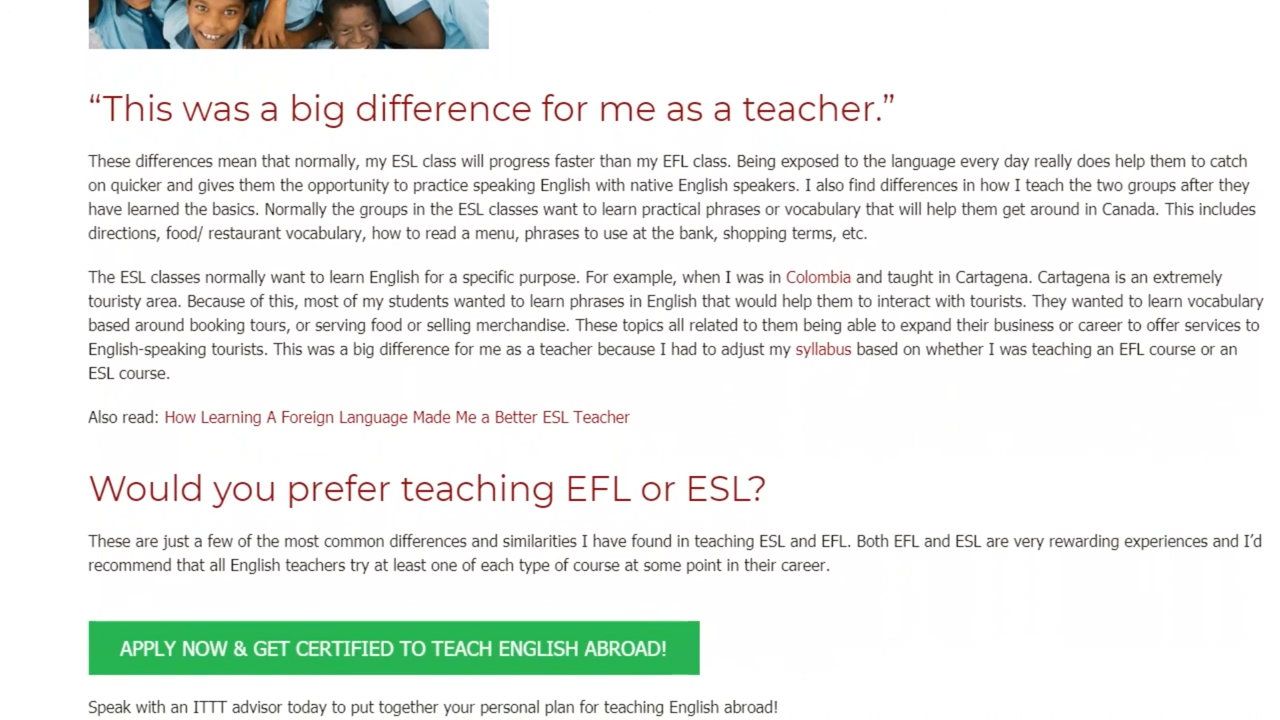 “This was a big difference for me as a teacher.”
These differences mean that normally, my ESL class will progress faster than my EFL class. Being exposed to the language every day really does help them to catch
on quicker and gives them the opportunity to practice speaking English with native English speakers. I also find differences in how I teach the two groups after they
have learned the basics. Normally the groups in the ESL classes want to learn practical phrases or vocabulary that will help them get around in Canada. This includes
directions, food/ restaurant vocabulary, how to read a menu, phrases to use at the bank, shopping terms, etc.
The ESL classes normally want to learn English for a specific purpose. For example, when I was in Colombia and taught in Cartagena. Cartagena is an extremely
touristy area. Because of this, most of my students wanted to learn phrases in English that would help them to interact with tourists. They wanted to learn vocabulary
based around booking tours, or serving food or selling merchandise. These topics all related to them being able to expand their business or career to offer services to
English-speaking tourists. This was a big difference for me as a teacher because I had to adjust my syllabus based on whether I was teaching an EFL course or an
ESL course.
Also read: How Learning A Foreign Language Made Me a Better ESL Teacher
Would you prefer teaching EFL or ESL?
These are just a few of the most common differences and similarities I have found in teaching ESL and EFL. Both EFL and ESL are very rewarding experiences and I’d
recommend that all English teachers try at least one of each type of course at some point in their career.
APPLY NOW & GET CERTIFIED TO TEACH ENGLISH ABROAD!
Speak with an ITTT advisor today to put together your personal plan for teaching English abroad!